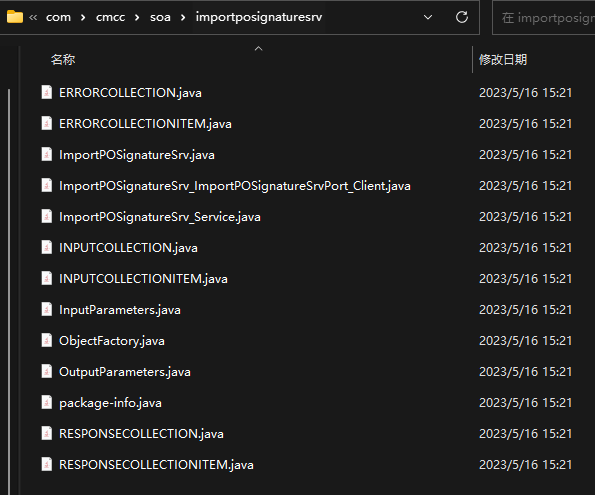 « com > cmcc > soa > importposignaturesrv 在 importposign
名称 修改日期
ERRORCOLLECTION.java 2023/5/16 15:21
ERRORCOLLECTIONITEM.java 2023/5/16 15:21
ImportPOSignatureSrv.java 2023/5/16 15:21
ImportPOSignatureSrv_ImportPOSignatureSrvPort_Client.java 2023/5/16 15:21
ImportPOSignatureSrv_Service.java 2023/5/16 15:21
INPUTCOLLECTION.java 2023/5/16 15:21
INPUTCOLLECTIONITEM.java 2023/5/16 15:21
InputParameters.java 2023/5/16 15:21
ObjectFactory.java 2023/5/16 15:21
OutputParameters.java 2023/5/16 15:21
package-info.java 2023/5/16 15:21
RESPONSECOLLECTION.java 2023/5/16 15:21
RESPONSECOLLECTIONITEM.java 2023/5/16 15:21